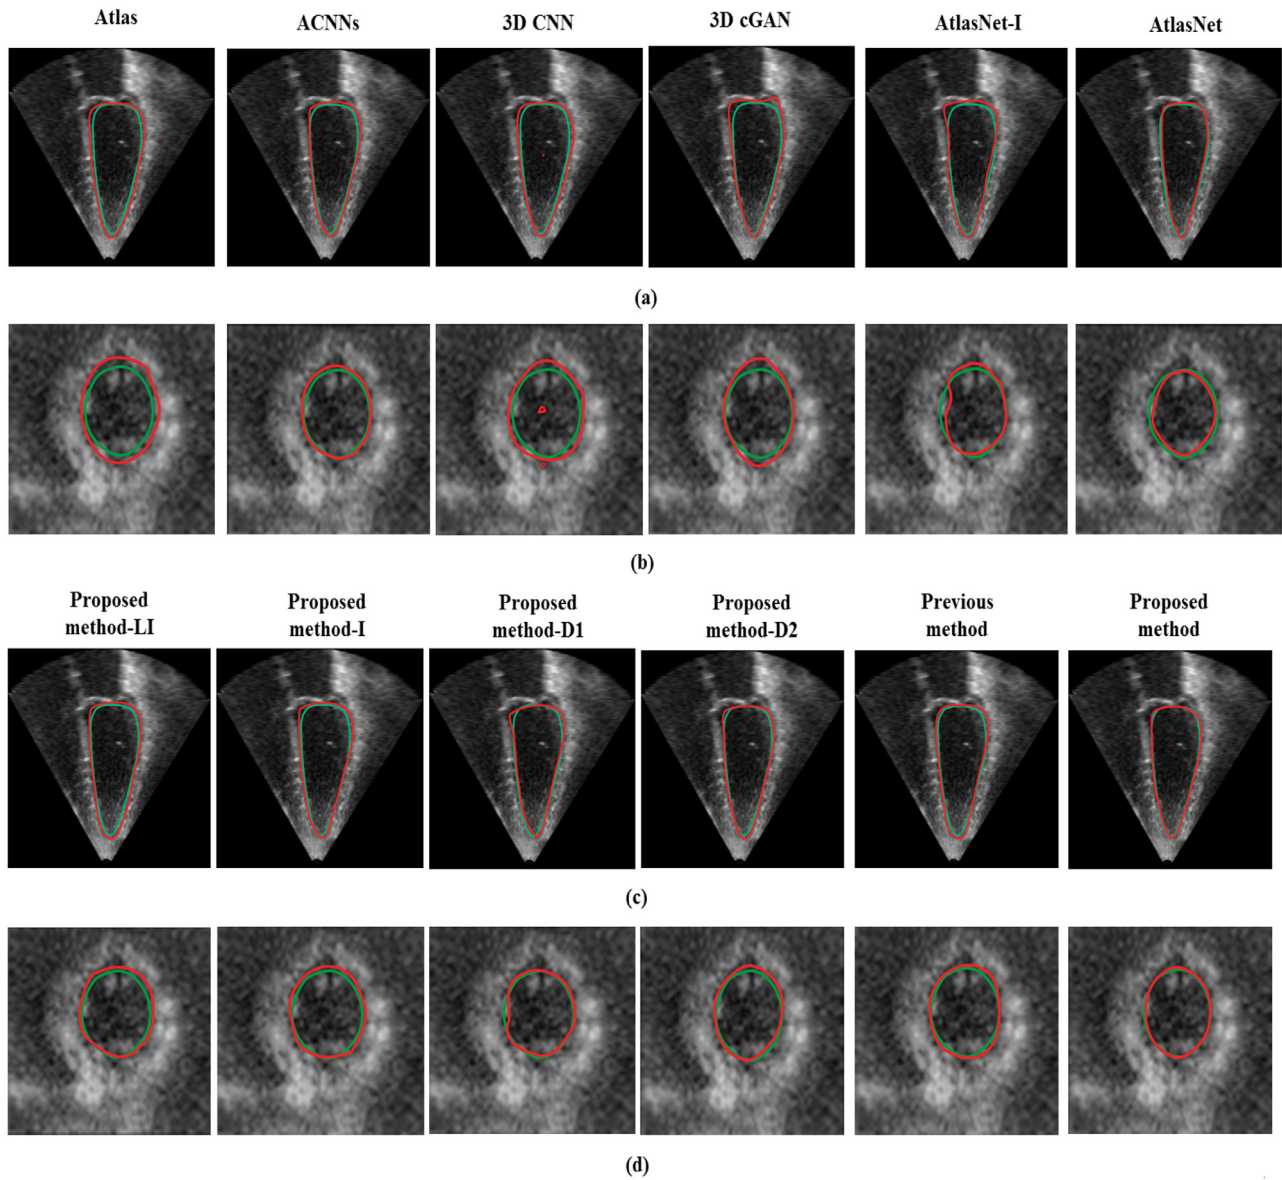 Atlas ACNNs 3D CNN 3D cGAN AtlasNet-I AtlasNet
(a)
(b)
Proposed Proposed Proposed Proposed Previous Proposed
method-LI method-I method-D1 method-D2 method method
(c)
(d)